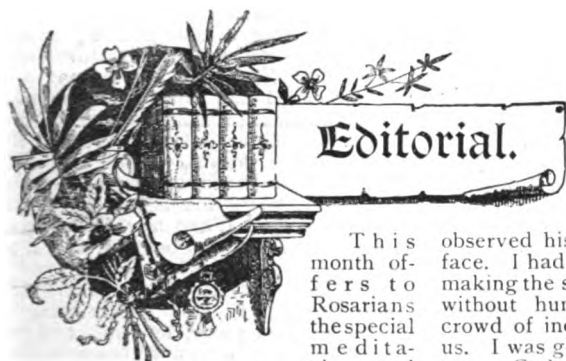 Editorial.
This
month of-
fers to
Rosarians
the special
medita-
observed his
face. I had
making the s
without hum
crowd of inc
us. I was g